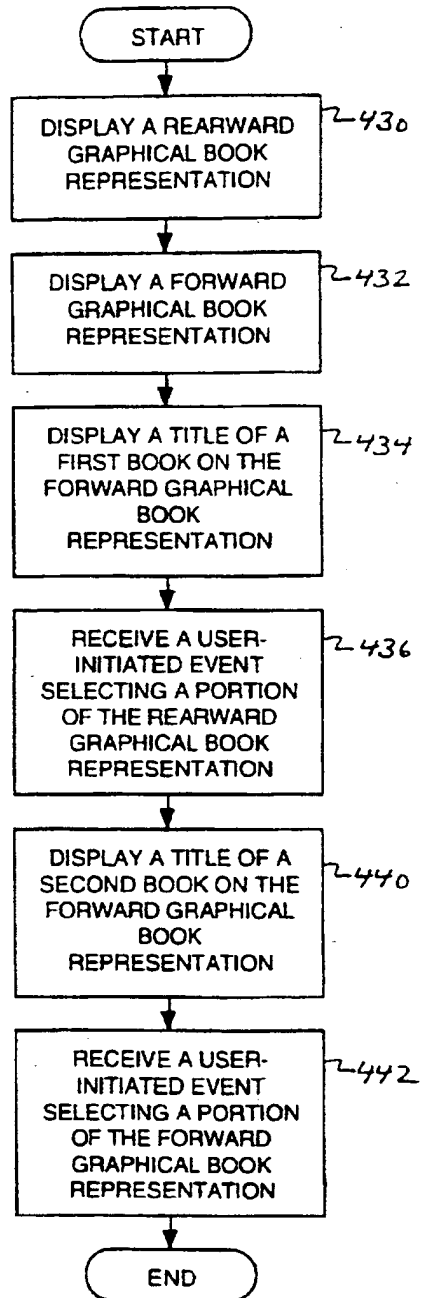 START
DISPLAY A REARWARD
GRAPHICAL BOOK
REPRESENTATION
430
DISPLAY A FORWARD
GRAPHICAL BOOK
REPRESENTATION
432
DISPLAY A TITLE OF A
FIRST BOOK ON THE
FORWARD GRAPHICAL
BOOK
REPRESENTATION
434
RECEIVE A USER-
INITIATED EVENT
SELECTING A PORTION
OF THE REARWARD
GRAPHICAL BOOK
REPRESENTATION
436
DISPLAY A TITLE OF A
SECOND BOOK ON THE
FORWARD GRAPHICAL
BOOK
REPRESENTATION
440
RECEIVE A USER-
INITIATED EVENT
SELECTING A PORTION
OF THE FORWARD
GRAPHICAL BOOK
REPRESENTATION
442
END